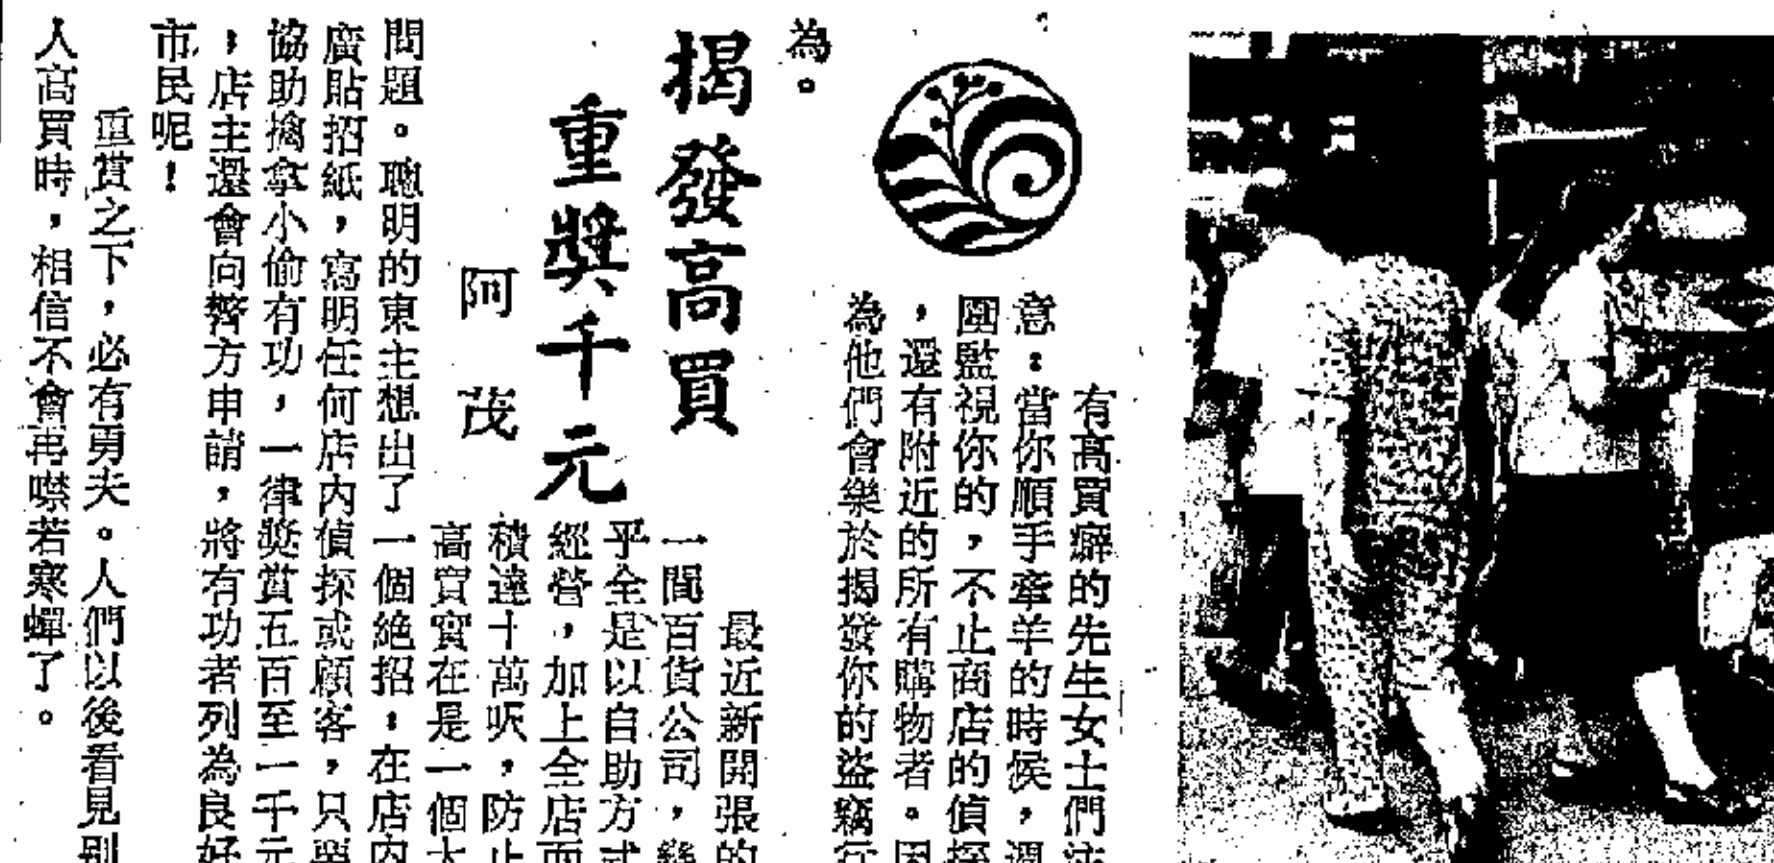 有高買癖的先生女士們注
意：當你順手牽羊的時侯，週
圍監視你的，不止商店的偵探
，還有附近的所有購物者。因
為他們會樂於揭發你的盜竊行
為。
揭發高買
重獎千元
阿茂
最近新開張的
一間百貨公司，幾
乎全是以自助方式
經營，加上全店面
積達十萬呎，防止
高買實在是一個大
問題。聰明的東主想出了一個絕招：在店內
廣貼招紙，寫明任何店內偵探或顧客，只
協助擒拿小偷有功，一律獎賞五百至一千元
，店主還會向警方申請，將有功者列為良好
市民呢！
重賞之下，必有勇夫。人們以後看見別
人高買時，相信不會再噤若寒蟬了。